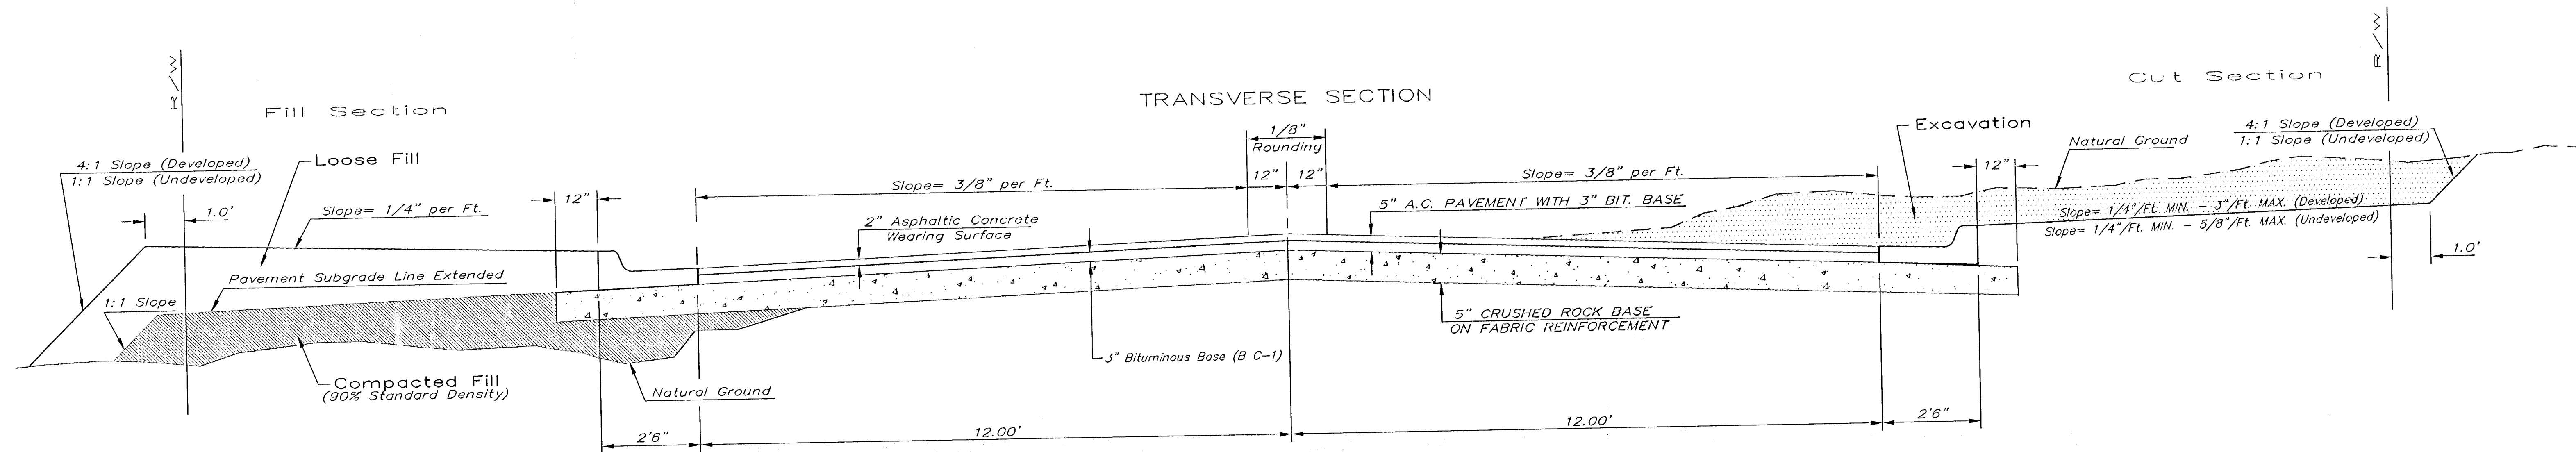 TRANSVERSE SECTION
R/W
Fill Section
4:1 Slope (Developed)
1:1 Slope (Undeveloped)
Loose Fill
1.0'
Slope= 1/4" per Ft.
Pavement Subgrade Line Extended
1:1 Slope
Compacted Fill
(90% Standard Density)
Natural Ground
12"
Slope= 3/8" per Ft.
2" Asphaltic Concrete
Wearing Surface
1/8"
Rounding
12" 12"
Slope= 3/8" per Ft.
5" A.C. PAVEMENT WITH 3" BIT. BASE
3" Bituminous Base (B C-1)
5" CRUSHED ROCK BASE
ON FABRIC REINFORCEMENT
2'6"
12.00'
12.00'
2'6"
Cut Section
R/W
Excavation
Natural Ground
12"
4:1 Slope (Developed)
1:1 Slope (Undeveloped)
Slope= 1/4"/Ft. MIN. - 3"/Ft. MAX. (Developed)
Slope= 1/4"/Ft. MIN. - 5/8"/Ft. MAX. (Undeveloped)
1.0'